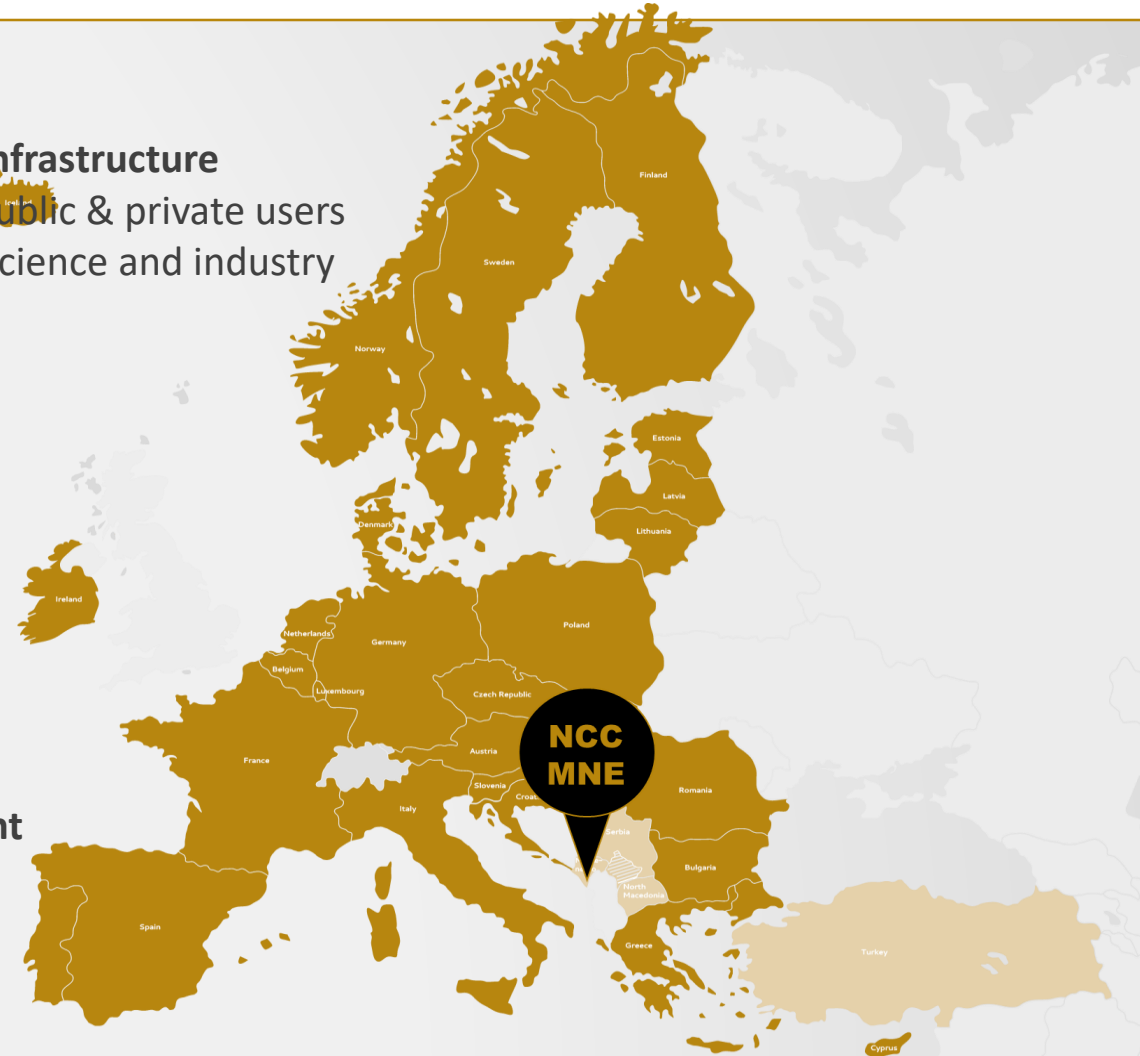 nfrastructure
Iceland
ublic & private users
cience and industry
Finland
Sweden
Norway
Estonia
Latvia
Denmark
Lithuania
Ireland
Poland
Netherlands
Germany
Belgium
Luxembourg
Czech Republic
NCC
MNE
Austria
France
Slovenia
Croat
Romania
Italy
nt
Serbia
Bulgaria
North
Macedonia
Spain
Greece
Turkey
Cyprus